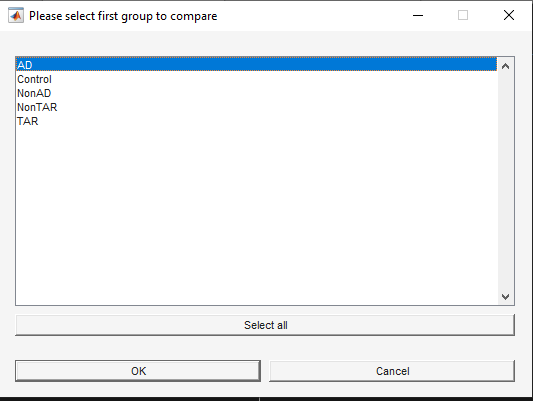 Please select first group to compare
AD
Control
NonAD
NonTAR
TAR
Select all
OK
Cancel